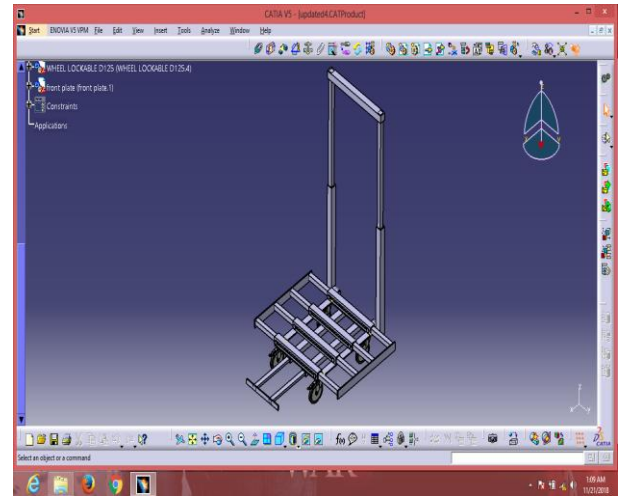 CATIA V5 - [updated4.CATProduct]
Start ENOVIA V5 VPM File Edit View Insert Tools Analyze Window Help
WHEEL LOCKABLE D125 (WHEEL LOCKABLE D125.4)
front plate (front plate.1)
Constraints
Applications
Select an object or a command
CATIA
1:09 AM
11/21/2018